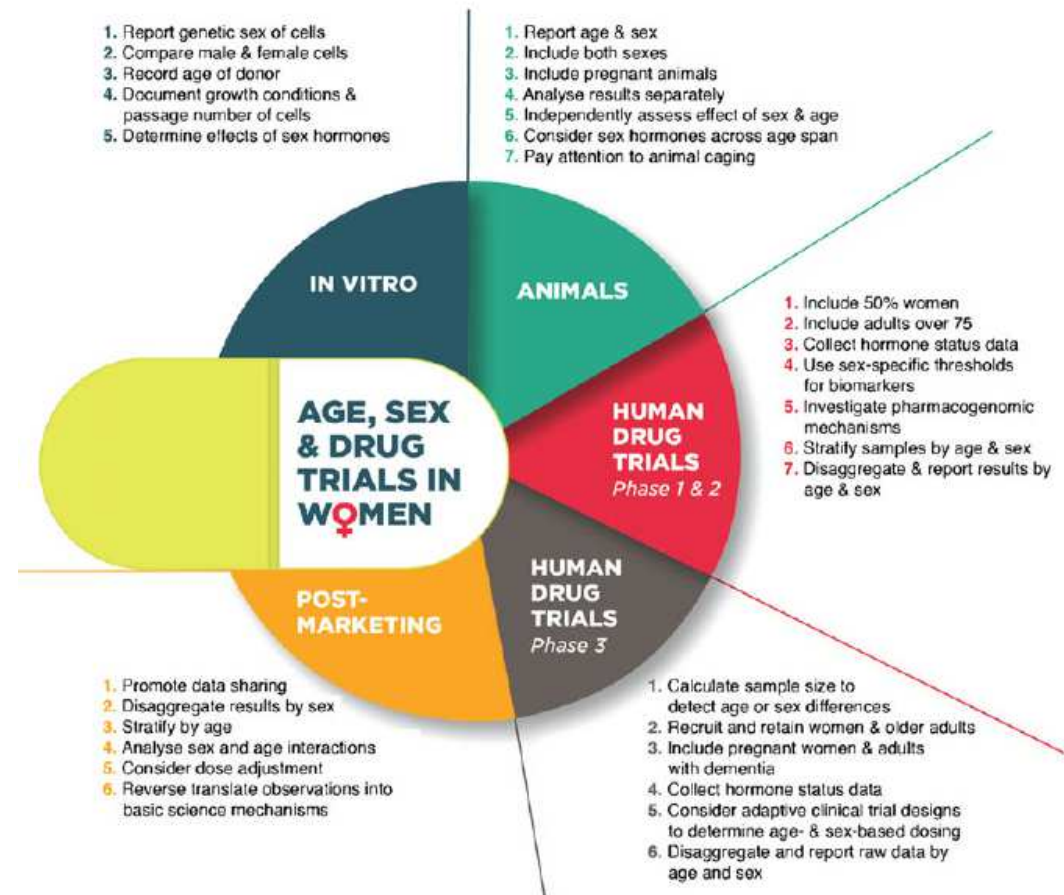 1. Report genetic sex of cells
2. Compare male & female cells
3. Record age of donor
4. Document growth conditions &
passage number of cells
5. Determine effects of sex hormones
1. Report age & sex
2. Include both sexes
3. Include pregnant animals
4. Analyse results separately
5. Independently assess effect of sex & age
6. Consider sex hormones across age span
7. Pay attention to animal caging
IN VITRO
ANIMALS
1. Include 50% women
2. Include adults over 75
3. Collect hormone status data
4. Use sex-specific thresholds
for biomarkers
5. Investigate pharmacogenomic
mechanisms
6. Stratify samples by age & sex
7. Disaggregate & report results by
age & sex
AGE, SEX
& DRUG
TRIALS IN
WOMEN
HUMAN
DRUG
TRIALS
Phase 1 & 2
HUMAN
DRUG
TRIALS
Phase 3
POST-
MARKETING
1. Promote data sharing
2. Disaggregate results by sex
3. Stratify by age
4. Analyse sex and age interactions
5. Consider dose adjustment
6. Reverse translate observations into
basic science mechanisms
1. Calculate sample size to
detect age or sex differences
2. Recruit and retain women & older adults
3. Include pregnant women & adults
with dementia
4. Collect hormone status data
5. Consider adaptive clinical trial designs
to determine age- & sex-based dosing
6. Disaggregate and report raw data by
age and sex